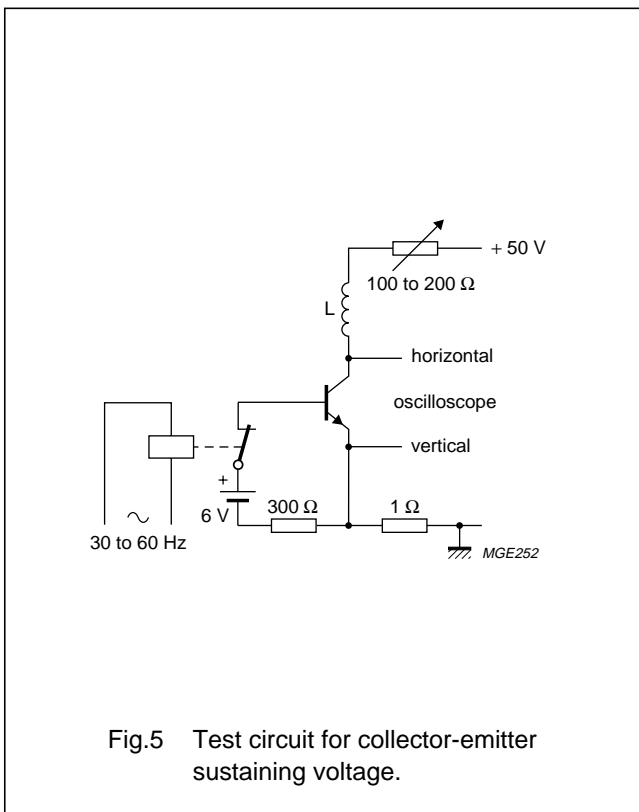 + 50 V
100 to 200 Ω
L
horizontal
oscilloscope
vertical
+
6 V
300 Ω
1 Ω
30 to 60 Hz
MGE252
Fig.5 Test circuit for collector-emitter
sustaining voltage.